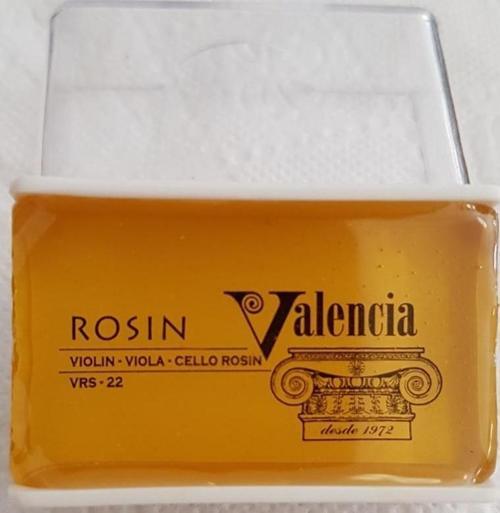 ROSIN
Valencia
VIOLIN - VIOLA - CELLO ROSIN
VRS - 22
desde 1972